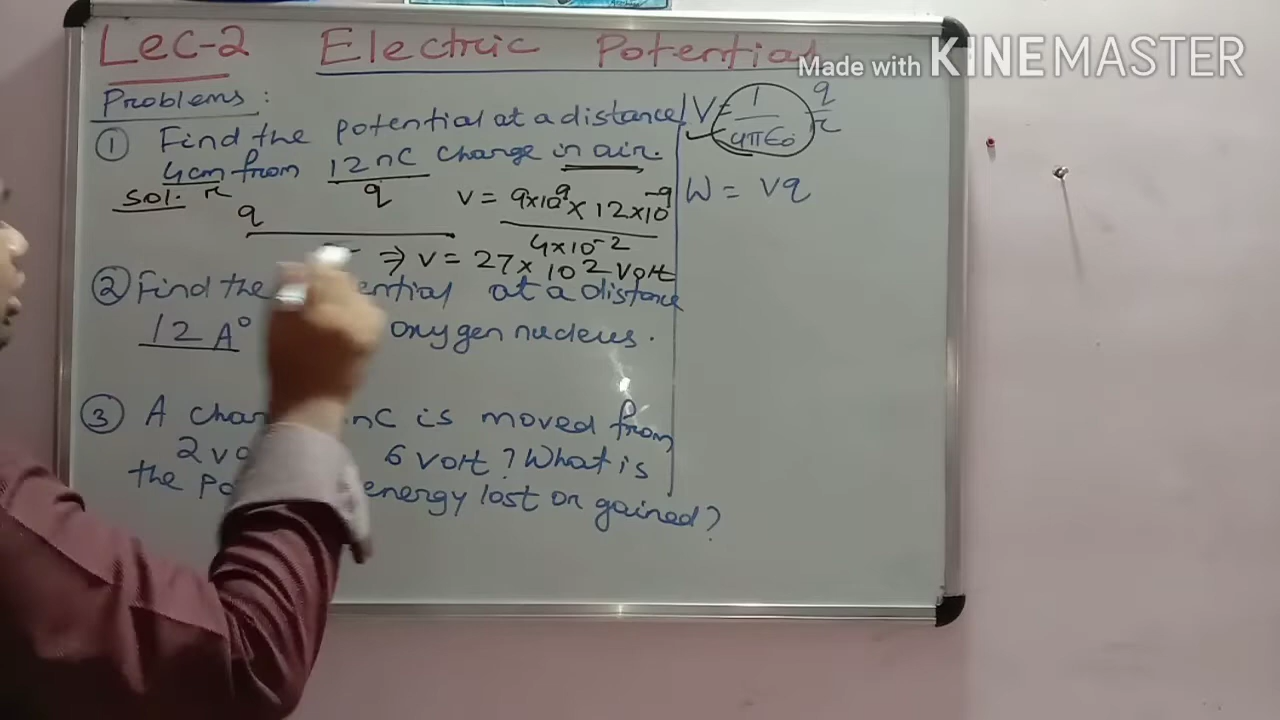 Lec-2 Electric Potential
Made with KINEMASTER
Problems:
① Find the potential at a distance
4cm from 12nC charge in air.
r q
Sol.
q
V = 9×10⁹ × 12×10⁻⁹
4×10⁻²
⇒ V = 27×10² Volt
② Find the ential at a distance
12 A° oxygen nucleus.
③ A char nC is moved from
2 vo 6 volt? What is
the po energy lost or gained?
V = 1/4πε₀ q/r
W = Vq